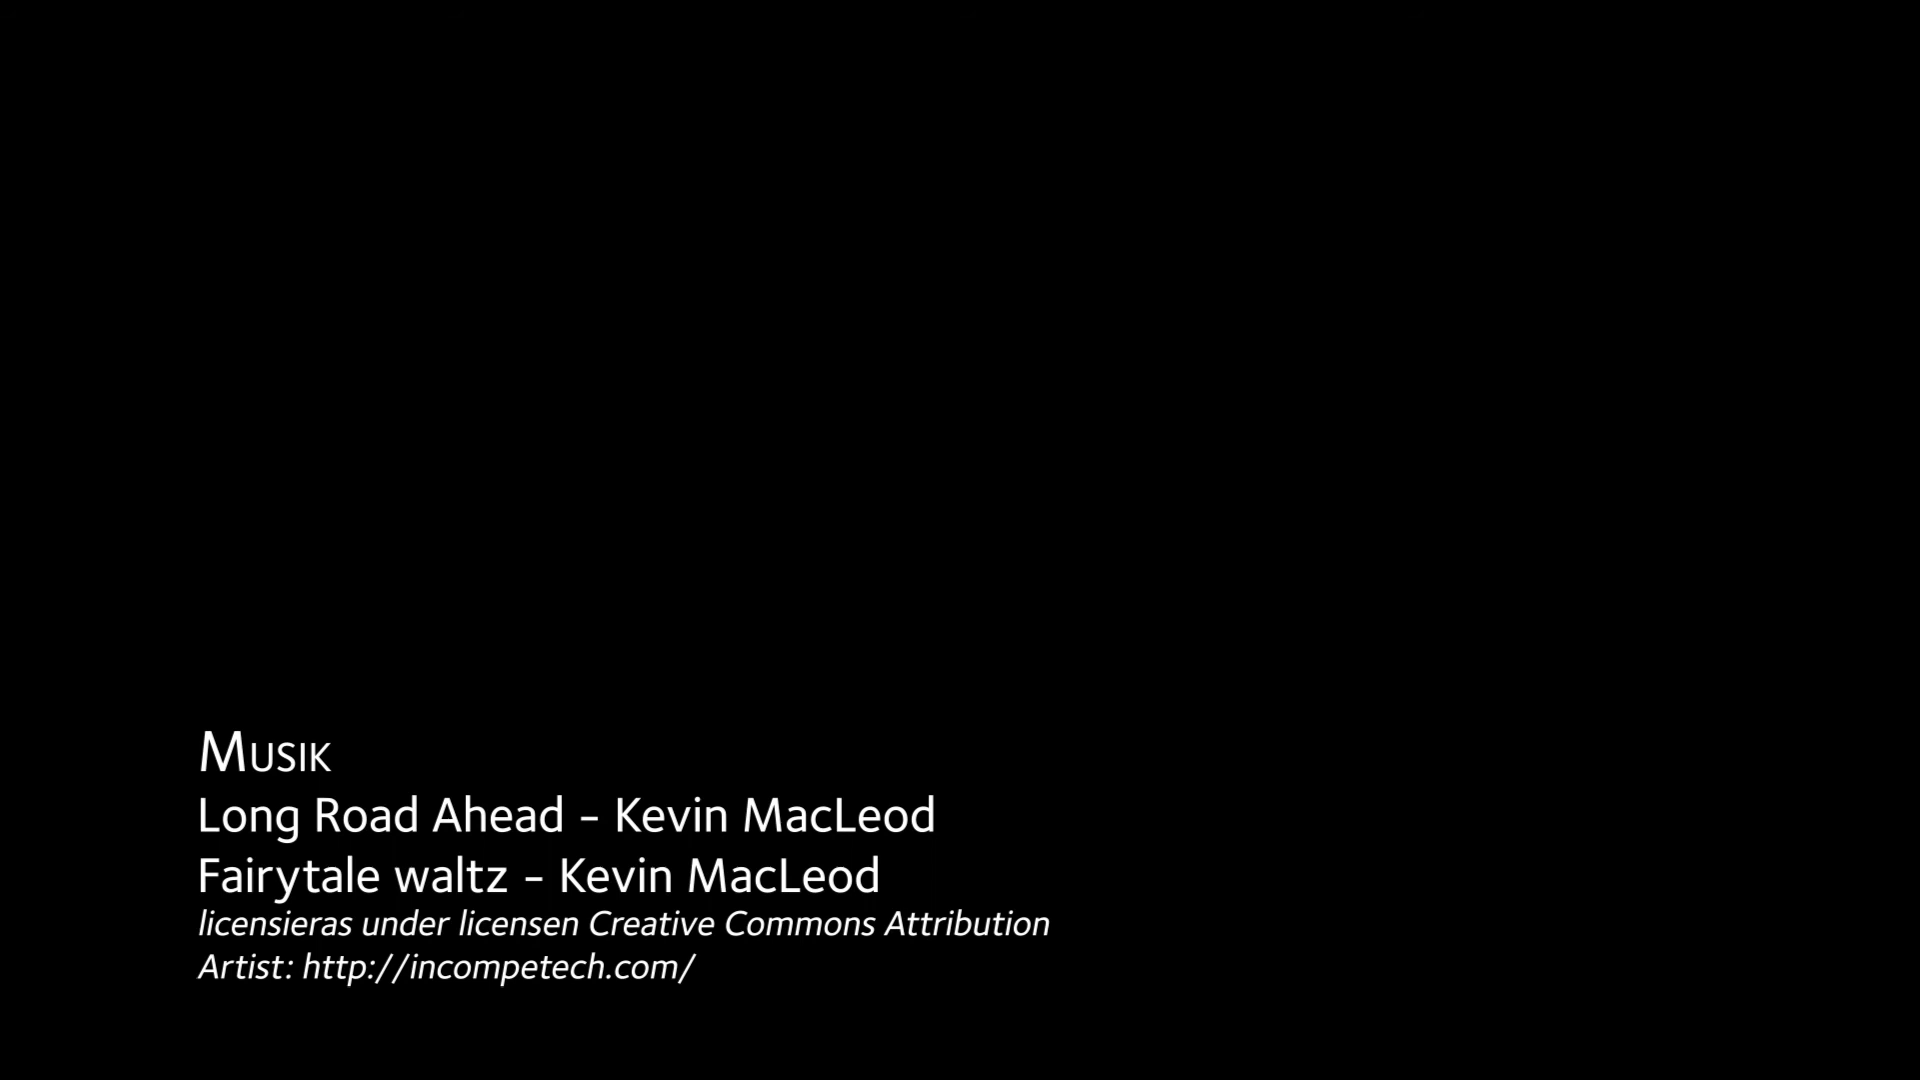 Musik
Long Road Ahead - Kevin MacLeod
Fairytale waltz - Kevin MacLeod
licensieras under licensen Creative Commons Attribution
Artist: http://incompetech.com/